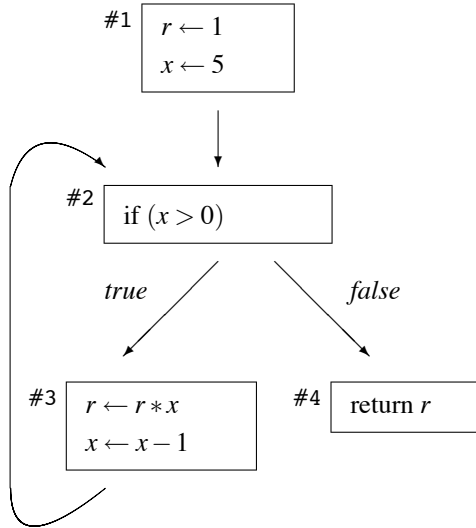 #1
r ← 1
x ← 5
#2
if (x > 0)
true
false
#3
r ← r * x
x ← x − 1
#4
return r